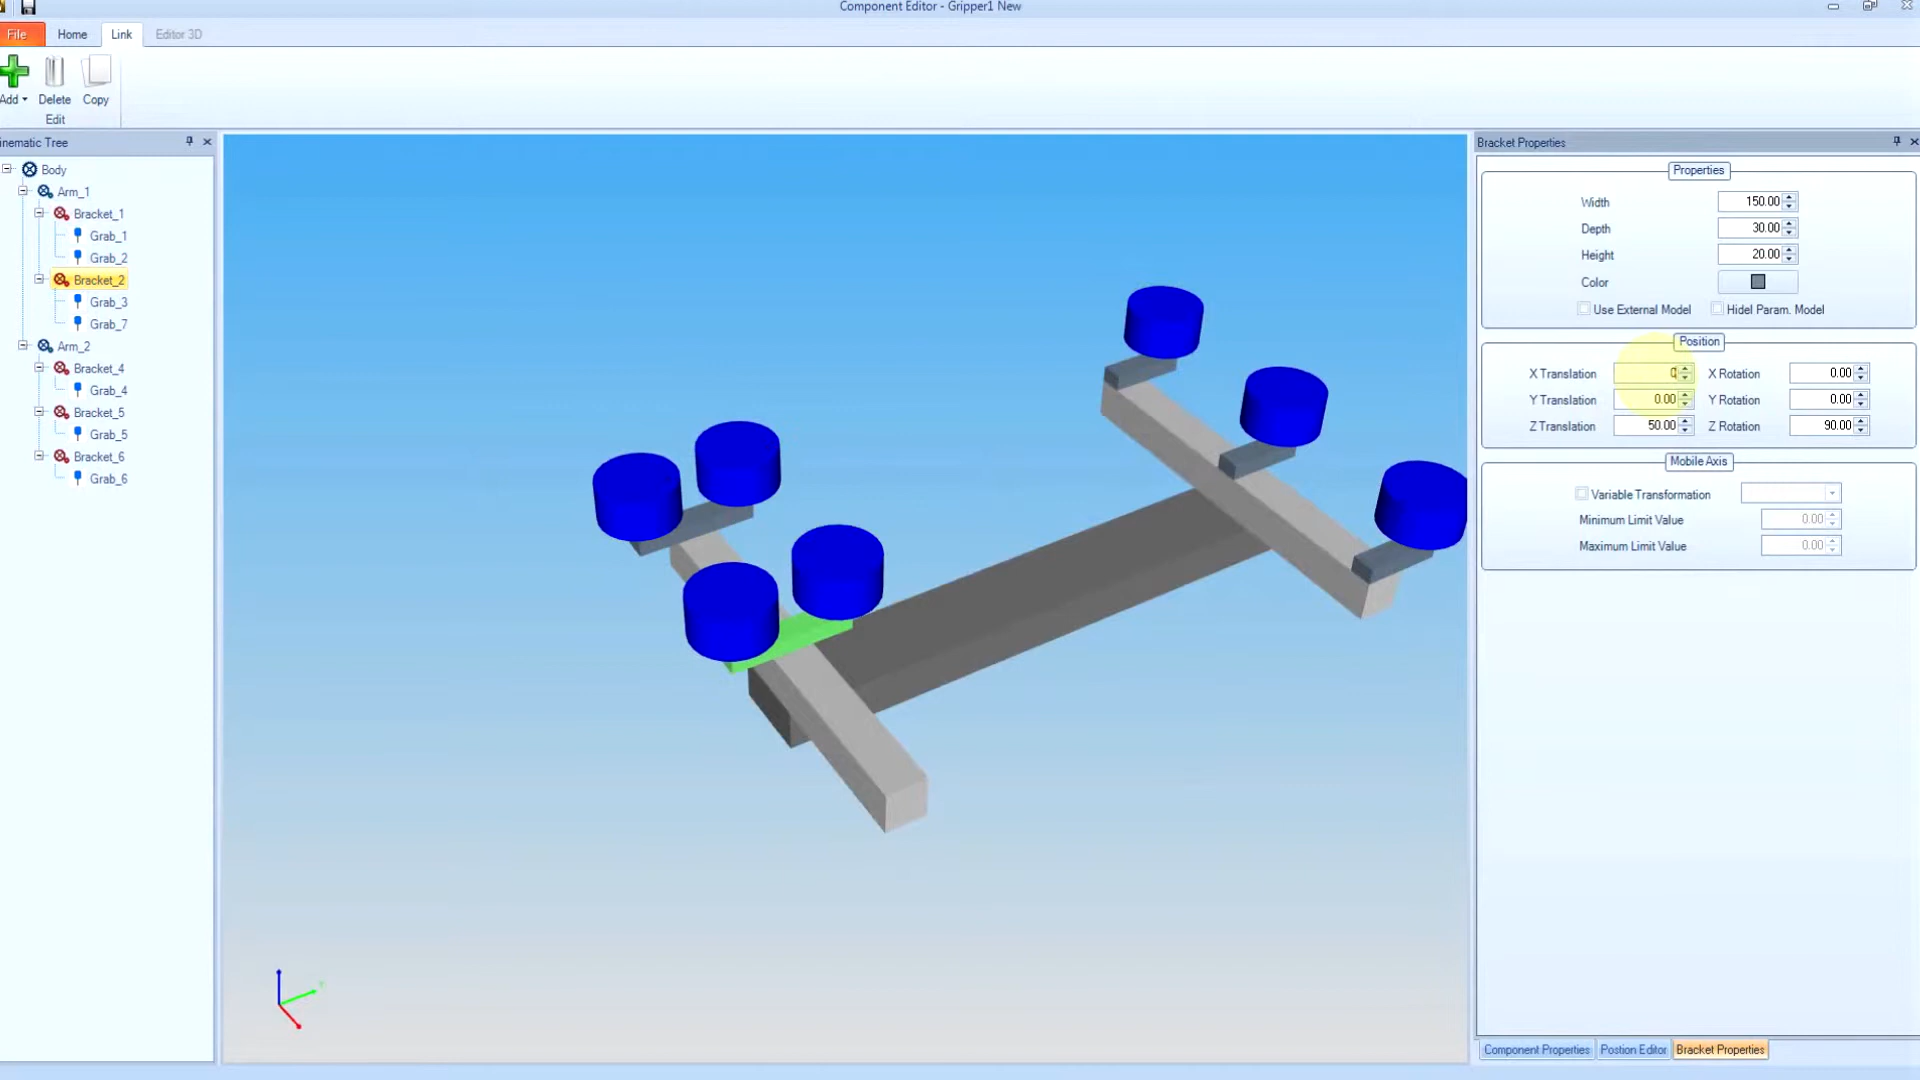 Component Editor - Gripper1 New
File Home Link Editor 3D
Add Delete Copy
Edit
inematic Tree
Body
Arm_1
Bracket_1
Grab_1
Grab_2
Bracket_2
Grab_3
Grab_7
Arm_2
Bracket_4
Grab_4
Bracket_5
Grab_5
Bracket_6
Grab_6
Bracket Properties
Properties
Width 150.00
Depth 30.00
Height 20.00
Color
Use External Model Hidel Param. Model
Position
X Translation 0 X Rotation 0.00
Y Translation 0.00 Y Rotation 0.00
Z Translation 50.00 Z Rotation 90.00
Mobile Axis
Variable Transformation
Minimum Limit Value 0.00
Maximum Limit Value 0.00
Component Properties Postion Editor Bracket Properties